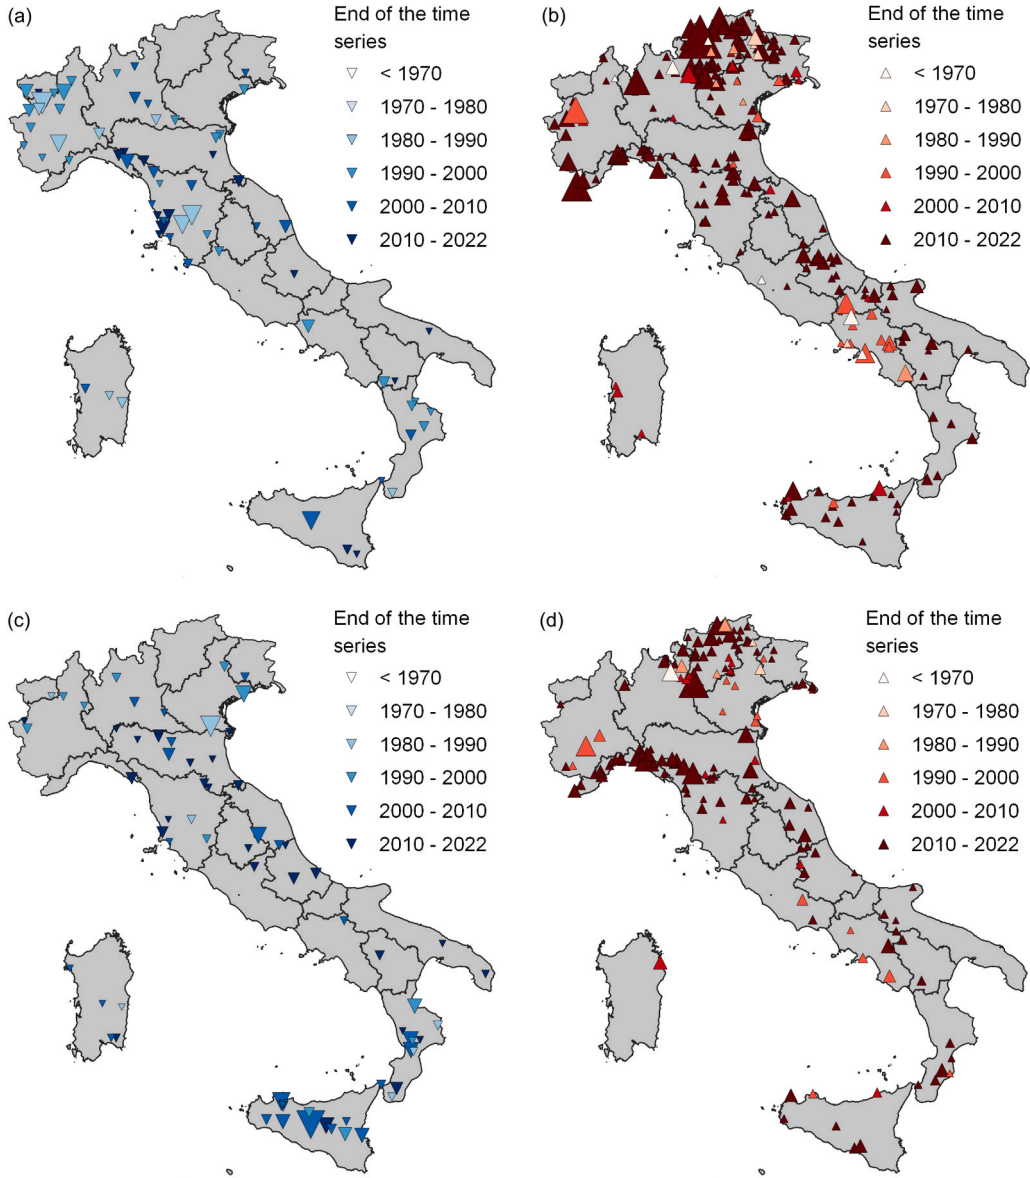 (a)
End of the time
series
< 1970
1970 - 1980
1980 - 1990
1990 - 2000
2000 - 2010
2010 - 2022
(b)
End of the time
series
< 1970
1970 - 1980
1980 - 1990
1990 - 2000
2000 - 2010
2010 - 2022
(c)
End of the time
series
< 1970
1970 - 1980
1980 - 1990
1990 - 2000
2000 - 2010
2010 - 2022
(d)
End of the time
series
< 1970
1970 - 1980
1980 - 1990
1990 - 2000
2000 - 2010
2010 - 2022